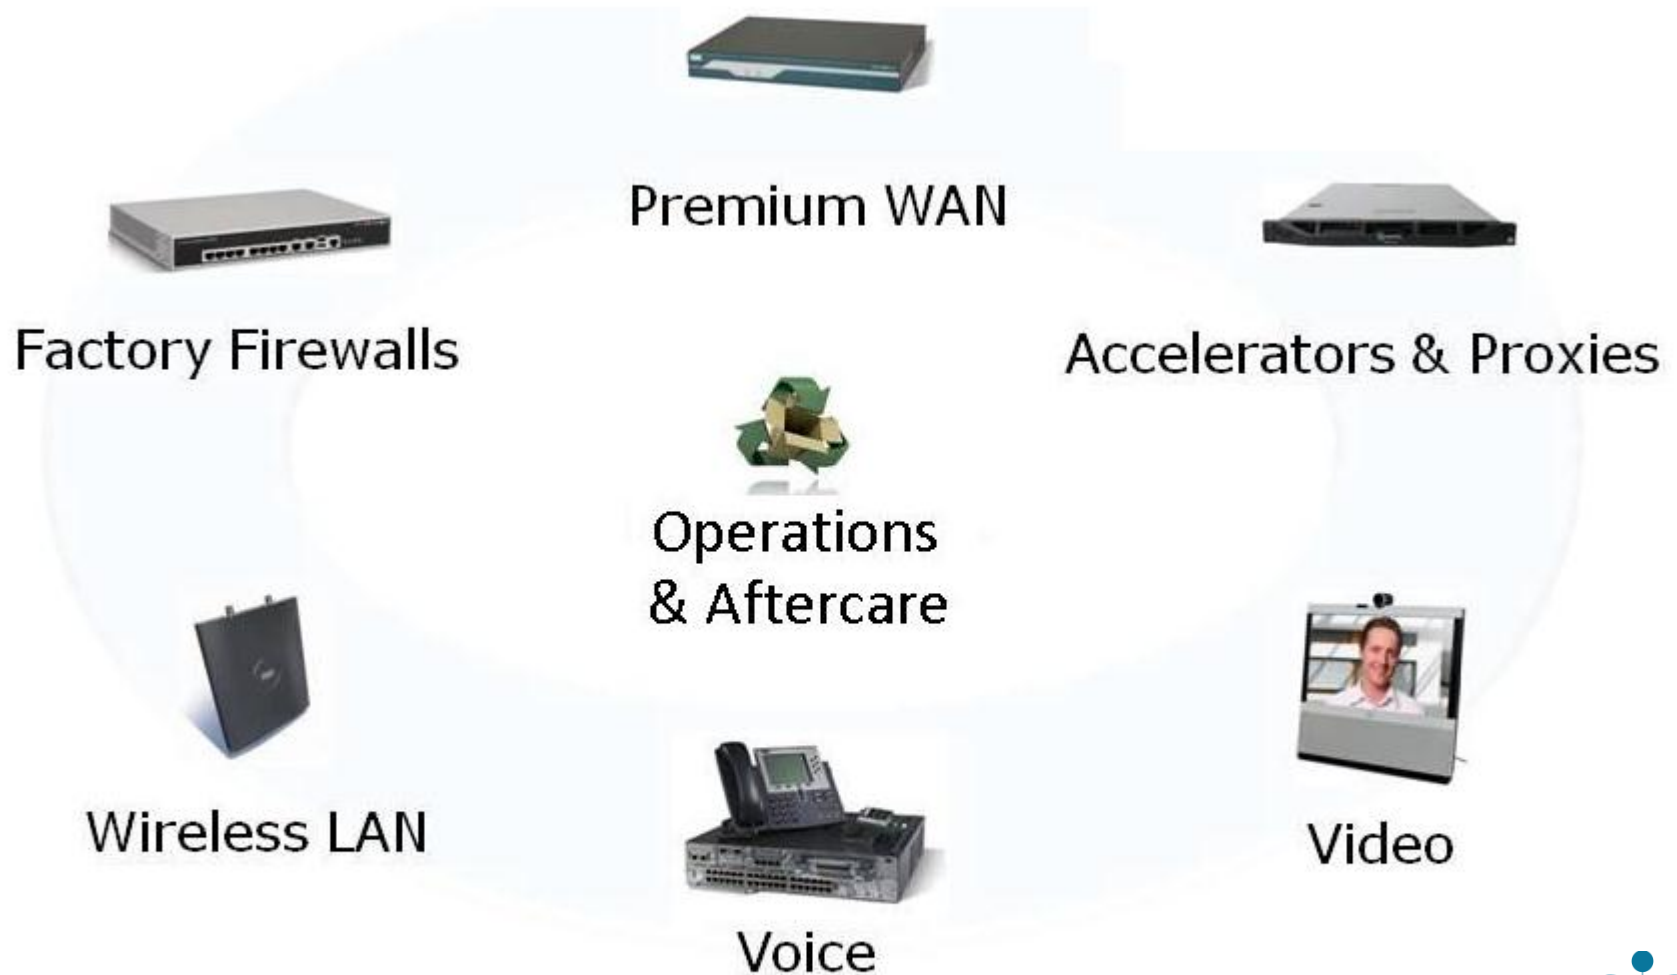 Premium WAN
Factory Firewalls
Accelerators & Proxies
Operations
& Aftercare
Wireless LAN
Video
Voice